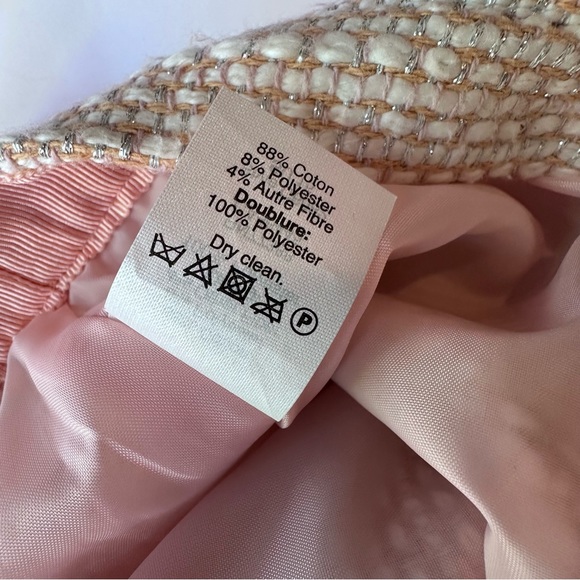 88% Coton
8% Polyester
4% Autre Fibre
Doublure:
100% Polyester
Dry clean.
P